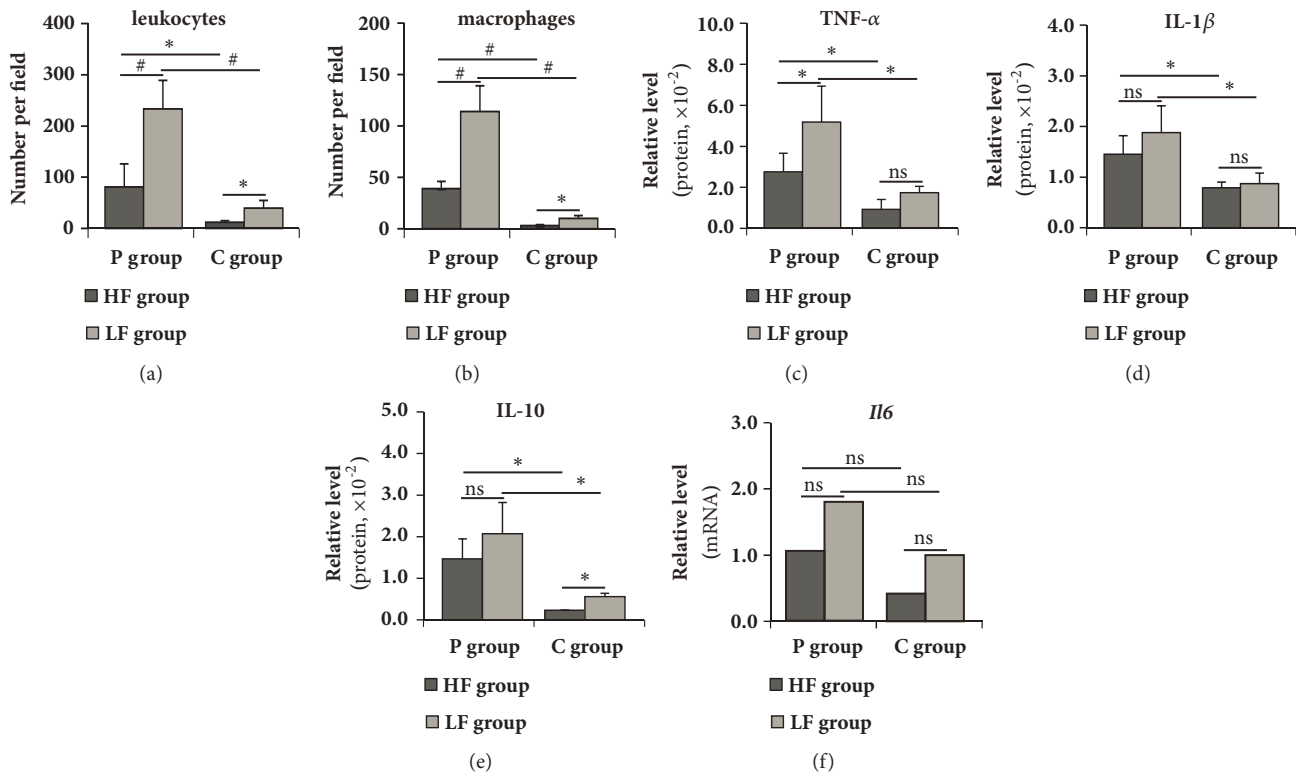 leukocytes
Number per field
400
300
200
100
0
*
#
#
*
P group
C group
HF group
LF group
(a)
macrophages
Number per field
200
150
100
50
0
#
#
#
*
P group
C group
HF group
LF group
(b)
TNF-α
Relative level
(protein, ×10⁻²)
10.0
8.0
6.0
4.0
2.0
0.0
*
*
*
ns
P group
C group
HF group
LF group
(c)
IL-1β
Relative level
(protein, ×10⁻²)
4.0
3.0
2.0
1.0
0.0
*
ns
*
ns
P group
C group
HF group
LF group
(d)
IL-10
Relative level
(protein, ×10⁻²)
5.0
4.0
3.0
2.0
1.0
0.0
*
ns
*
*
P group
C group
HF group
LF group
(e)
Il6
Relative level
(mRNA)
3.0
2.0
1.0
0.0
ns
ns
ns
ns
P group
C group
HF group
LF group
(f)